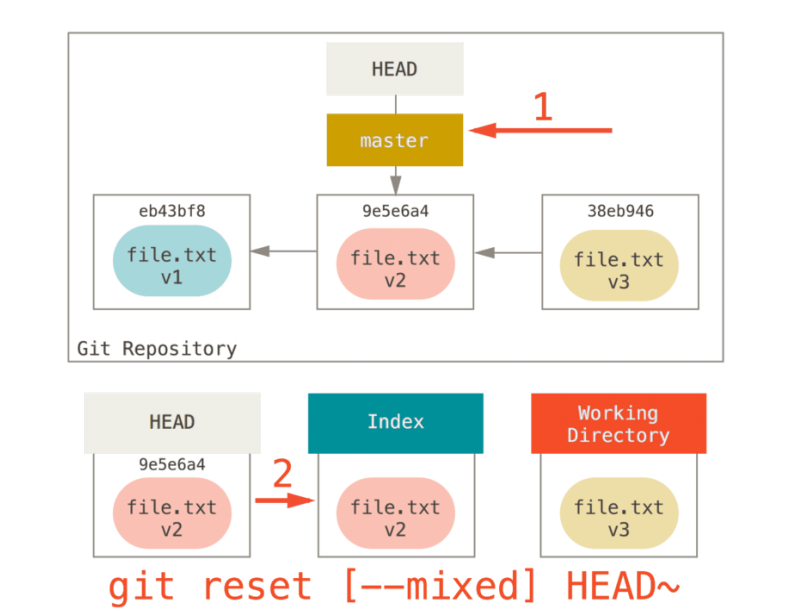 HEAD
1
master
eb43bf8
9e5e6a4
38eb946
file.txt
v1
file.txt
v2
file.txt
v3
Git Repository
HEAD
Index
Working
Directory
9e5e6a4
2
file.txt
v2
file.txt
v2
file.txt
v3
git reset [--mixed] HEAD~